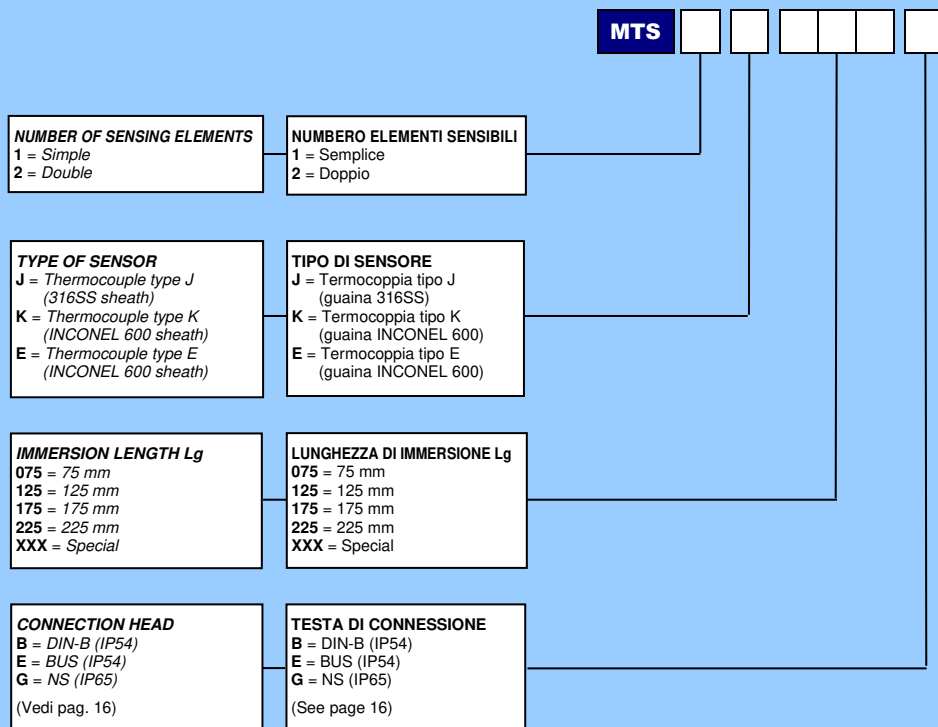 MTS
NUMBER OF SENSING ELEMENTS
1 = Simple
2 = Double
NUMBERO ELEMENTI SENSIBILI
1 = Semplice
2 = Doppio
TYPE OF SENSOR
J = Thermocouple type J
(316SS sheath)
K = Thermocouple type K
(INCONEL 600 sheath)
E = Thermocouple type E
(INCONEL 600 sheath)
TIPO DI SENSORE
J = Termocoppia tipo J
(guaina 316SS)
K = Termocoppia tipo K
(guaina INCONEL 600)
E = Termocoppia tipo E
(guaina INCONEL 600)
IMMERSION LENGTH Lg
075 = 75 mm
125 = 125 mm
175 = 175 mm
225 = 225 mm
XXX = Special
LUNGHEZZA DI IMMERSIONE Lg
075 = 75 mm
125 = 125 mm
175 = 175 mm
225 = 225 mm
XXX = Special
CONNECTION HEAD
B = DIN-B (IP54)
E = BUS (IP54)
G = NS (IP65)
(Vedi pag. 16)
TESTA DI CONNESSIONE
B = DIN-B (IP54)
E = BUS (IP54)
G = NS (IP65)
(See page 16)